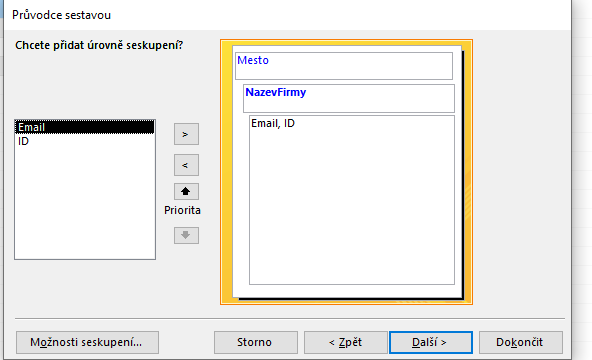 Průvodce sestavou
Chcete přidat úrovně seskupení?
Mesto
NazevFirmy
Email, ID
Email
ID
>
<
Priorita
Možnosti seskupení...
Storno
< Zpět
Další >
Dokončit